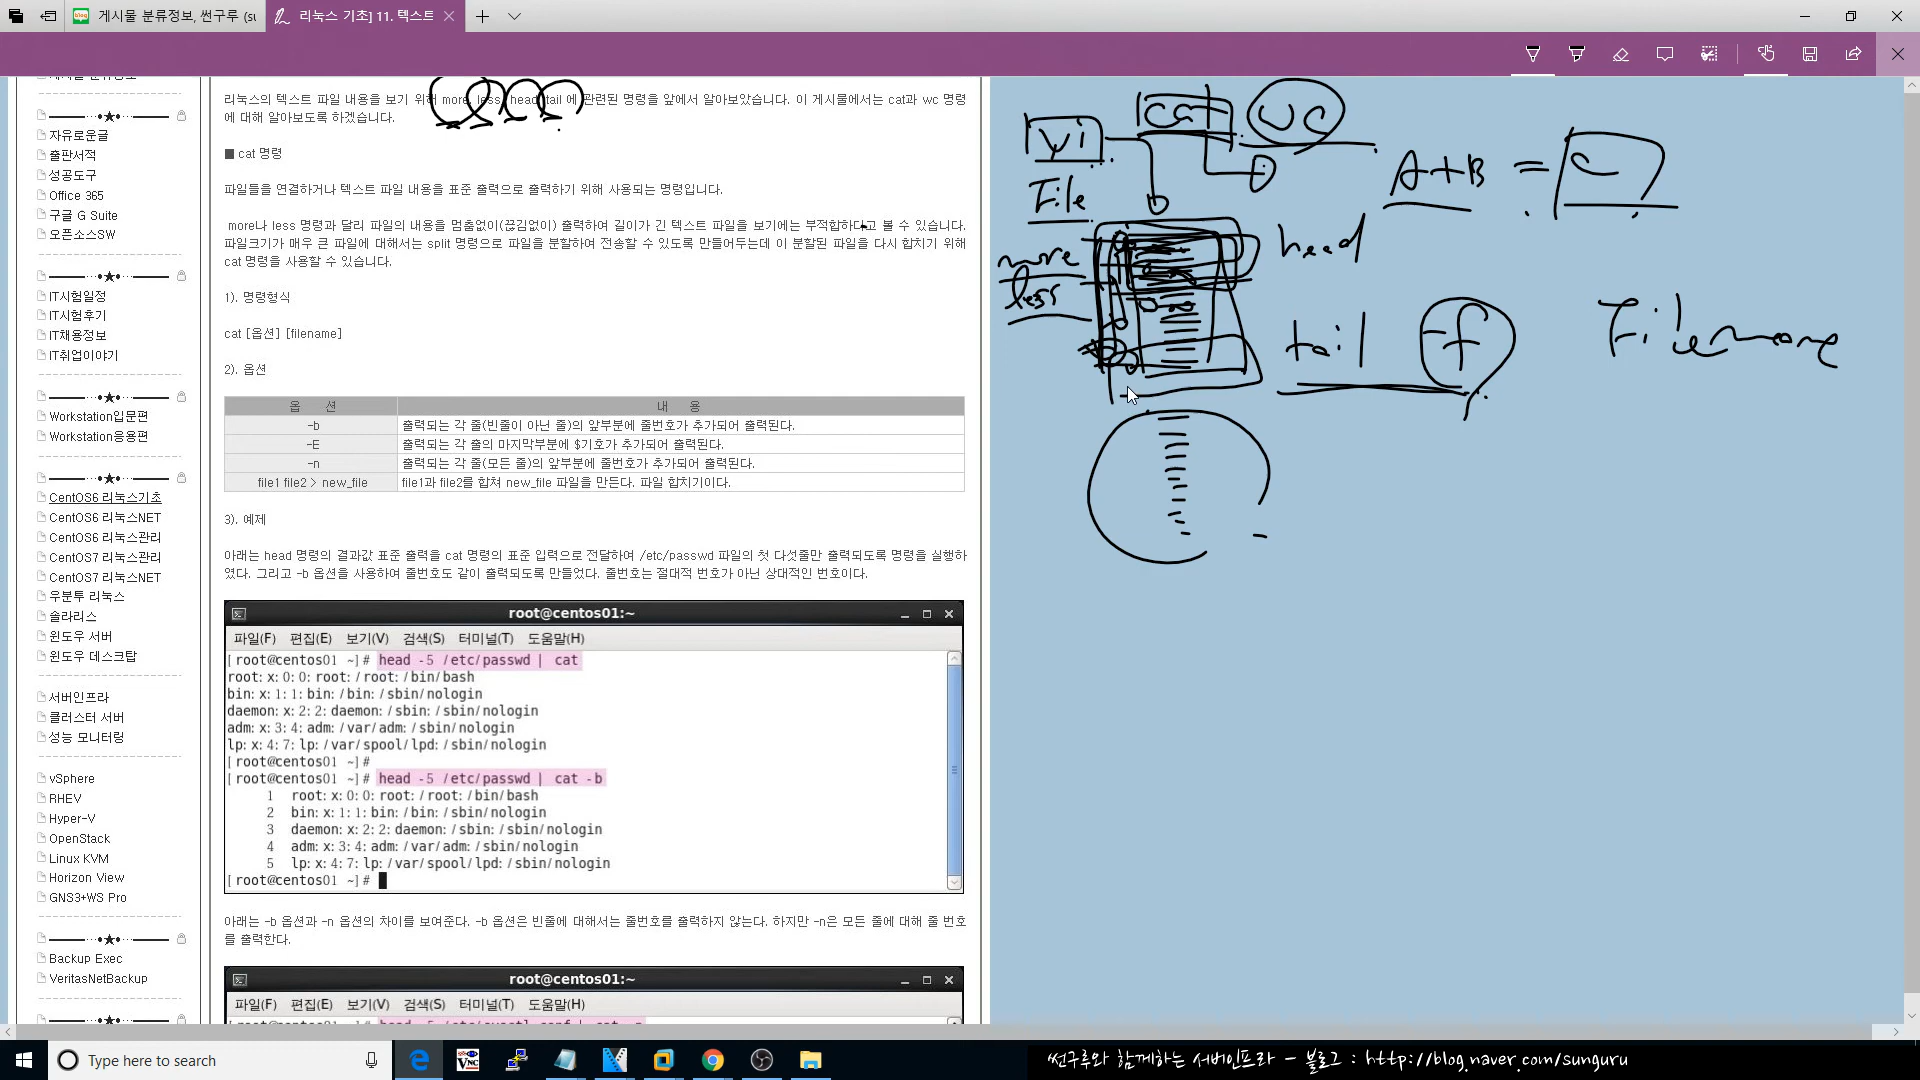 게시물 분류정보, 썬구루 (su
리눅스 기초] 11. 텍스트
자유로운글
출판서적
성공도구
Office 365
구글 G Suite
오픈소스SW
IT시험일정
IT시험후기
IT채용정보
IT취업이야기
Workstation입문편
Workstation응용편
CentOS6 리눅스기초
CentOS6 리눅스NET
CentOS6 리눅스관리
CentOS7 리눅스관리
CentOS7 리눅스NET
우분투 리눅스
솔라리스
윈도우 서버
윈도우 데스크탑
서버인프라
클러스터 서버
성능 모니터링
vSphere
RHEV
Hyper-V
OpenStack
Linux KVM
Horizon View
GNS3+WS Pro
Backup Exec
VeritasNetBackup
리눅스의 텍스트 파일 내용을 보기 위해 more, less, head, tail 에 관련된 명령을 앞에서 알아보았습니다. 이 게시물에서는 cat과 wc 명령
에 대해 알아보도록 하겠습니다.
■ cat 명령
파일들을 연결하거나 텍스트 파일 내용을 표준 출력으로 출력하기 위해 사용되는 명령입니다.
more나 less 명령과 달리 파일의 내용을 멈춤없이(끊김없이) 출력하여 길이가 긴 텍스트 파일을 보기에는 부적합하다고 볼 수 있습니다.
파일크기가 매우 큰 파일에 대해서는 split 명령으로 파일을 분할하여 전송할 수 있도록 만들어두는데 이 분할된 파일을 다시 합치기 위해
cat 명령을 사용할 수 있습니다.
1). 명령형식
cat [옵션] [filename]
2). 옵션
옵 션 내 용
-b 출력되는 각 줄(빈줄이 아닌 줄)의 앞부분에 줄번호가 추가되어 출력된다.
-E 출력되는 각 줄의 마지막부분에 $기호가 추가되어 출력된다.
-n 출력되는 각 줄(모든 줄)의 앞부분에 줄번호가 추가되어 출력된다.
file1 file2 > new_file file1과 file2를 합쳐 new_file 파일을 만든다. 파일 합치기이다.
3). 예제
아래는 head 명령의 결과값 표준 출력을 cat 명령의 표준 입력으로 전달하여 /etc/passwd 파일의 첫 다섯줄만 출력되도록 명령을 실행하
였다. 그리고 -b 옵션을 사용하여 줄번호도 같이 출력되도록 만들었다. 줄번호는 절대적 번호가 아닌 상대적인 번호이다.
root@centos01:~
파일(F) 편집(E) 보기(V) 검색(S) 터미널(T) 도움말(H)
[root@centos01 ~]# head -5 /etc/passwd | cat
root:x:0:0:root:/root:/bin/bash
bin:x:1:1:bin:/bin:/sbin/nologin
daemon:x:2:2:daemon:/sbin:/sbin/nologin
adm:x:3:4:adm:/var/adm:/sbin/nologin
lp:x:4:7:lp:/var/spool/lpd:/sbin/nologin
[root@centos01 ~]#
[root@centos01 ~]# head -5 /etc/passwd | cat -b
1 root:x:0:0:root:/root:/bin/bash
2 bin:x:1:1:bin:/bin:/sbin/nologin
3 daemon:x:2:2:daemon:/sbin:/sbin/nologin
4 adm:x:3:4:adm:/var/adm:/sbin/nologin
5 lp:x:4:7:lp:/var/spool/lpd:/sbin/nologin
[root@centos01 ~]#
아래는 -b 옵션과 -n 옵션의 차이를 보여준다. -b 옵션은 빈줄에 대해서는 줄번호를 출력하지 않는다. 하지만 -n은 모든 줄에 대해 줄 번호
를 출력한다.
root@centos01:~
파일(F) 편집(E) 보기(V) 검색(S) 터미널(T) 도움말(H)
cat wc
vi
A+B = C
File
head
more
less
tail -f
Filename
Type here to search
썬구루와 함께하는 서버인프라 - 블로그 : http://blog.naver.com/sunguru